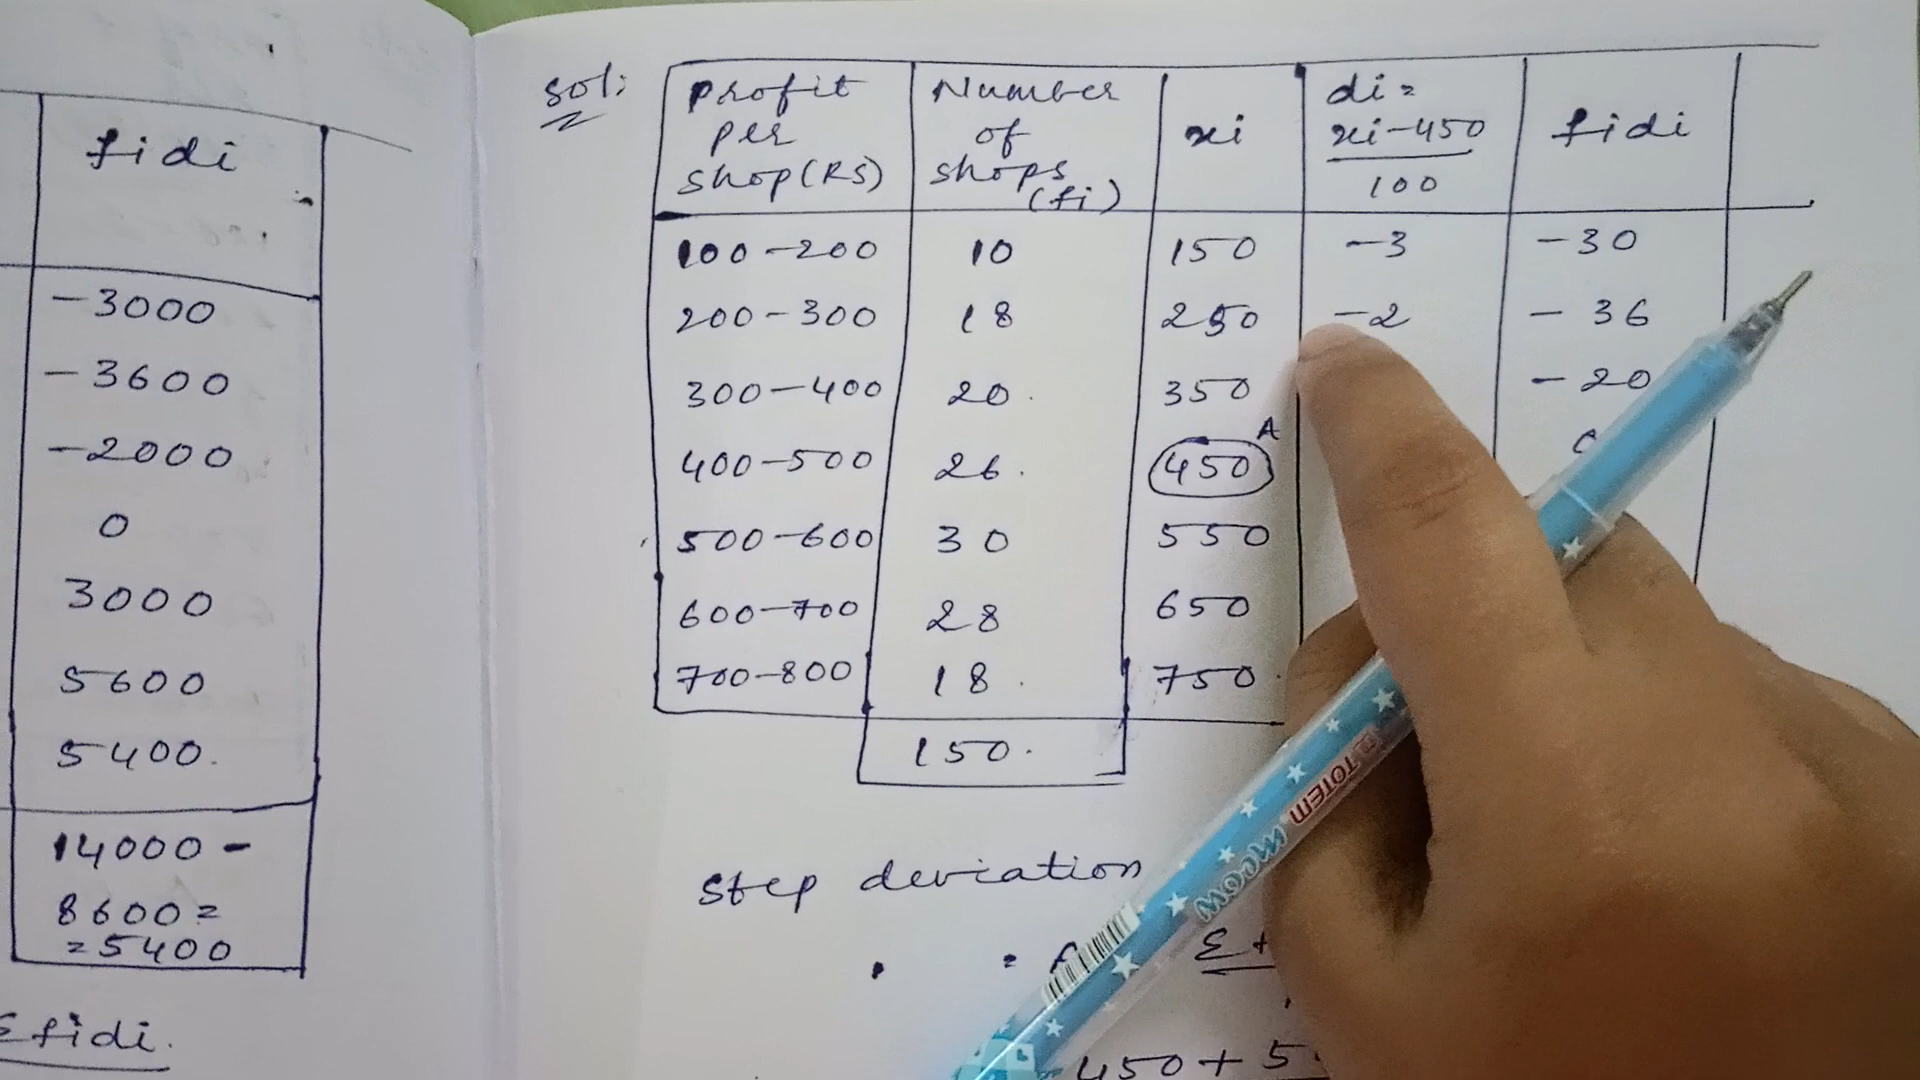 fidi
-3000
-3600
-2000
0
3000
5600
5400.
14000-
8600=
=5400
Σfidi.
Sol:
Profit per shop(RS)
Number of shops (fi)
xi
di= xi-450 / 100
fidi
100-200 10 150 -3 -30
200-300 18 250 -2 -36
300-400 20. 350 -20
400-500 26. 450 A
500-600 30 550
600-700 28 650
700-800 18. 750.
150.
Step deviation
=
450+5
TOTEM
mcow